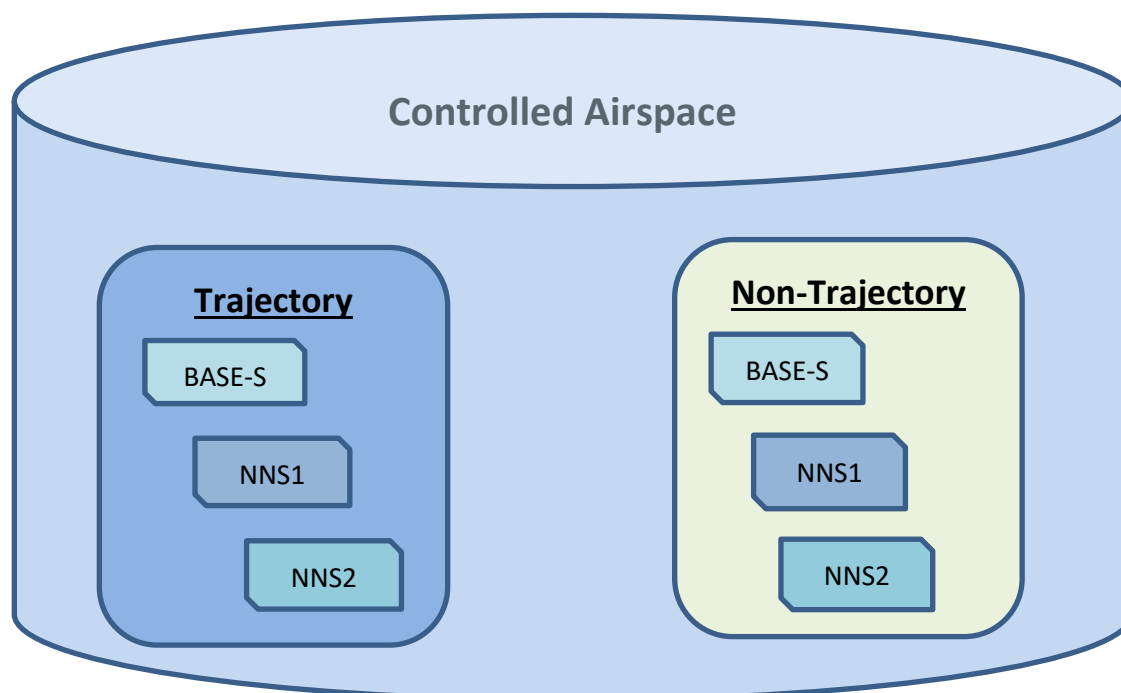 Controlled Airspace
Trajectory
BASE-S
NNS1
NNS2
Non-Trajectory
BASE-S
NNS1
NNS2